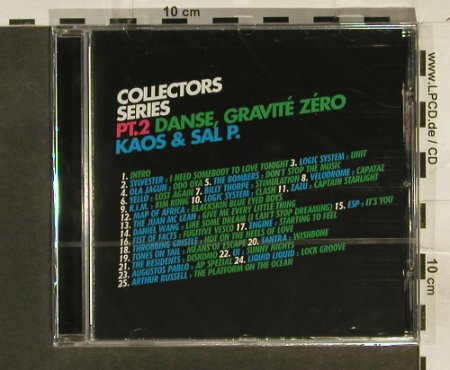 10 cm
www.LPCD.de / CD
10 cm
COLLECTORS
SERIES
PT.2 DANSE, GRAVITÉ ZÉRO
KAOS & SAL P.
1. INTRO
2. SYLVESTER : I NEED SOMEBODY TO LOVE TONIGHT 3. LOGIC SYSTEM : UNIT
4. OLA JAGUN : ODO OYA 5. THE BOMBERS : DON'T STOP THE MUSIC
6. YELLO : LOST AGAIN 7. BILLY THORPE : STIMULATION 8. VELODROME : CAPATAZ
9. K.I.M. : KIM KONG 10. LOGIC SYSTEM : CLASH 11. ZAZU : CAPTAIN STARLIGHT
12. MAP OF AFRICA : BLACKSKIN BLUE EYED BOYS
13. THE JUAN MC LEAN : GIVE ME EVERY LITTLE THING
14. DANIEL WANG : LIKE SOME DREAM (I CAN'T STOP DREAMING) 15. ESP : IT'S YOU
16. FIST OF FACTS : FUGITIVE VESCO 17. ENGINE : STARTING TO FEEL
18. THROBBING GRISTLE : HOT ON THE HEELS OF LOVE
19. TONES ON TAIL : MEANS OF ESCAPE 20. TANTRA : WISHBONE
21. THE RESIDENTS : DISKOMO 22. UI : SUNNY NIGHTS
23. AUGUSTOS PABLO : AP SPECIAL 24. LIQUID LIQUID : LOCK GROOVE
25. ARTHUR RUSSELL : THE PLATFORM ON THE OCEAN